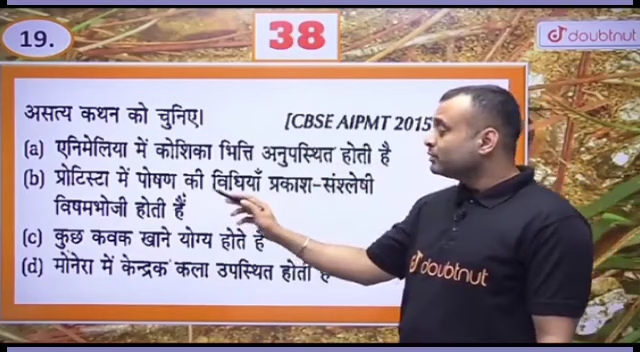 19.
38
doubtnut
असत्य कथन को चुनिए।
[CBSE AIPMT 2015
(a) एनिमेलिया में कोशिका भित्ति अनुपस्थित होती है
(b) प्रोटिस्टा में पोषण की विधियाँ प्रकाश-संश्लेषी
विषमभोजी होती हैं
(c) कुछ कवक खाने योग्य होते हैं
(d) मोनेरा में केन्द्रक कला उपस्थित होती है
doubtnut